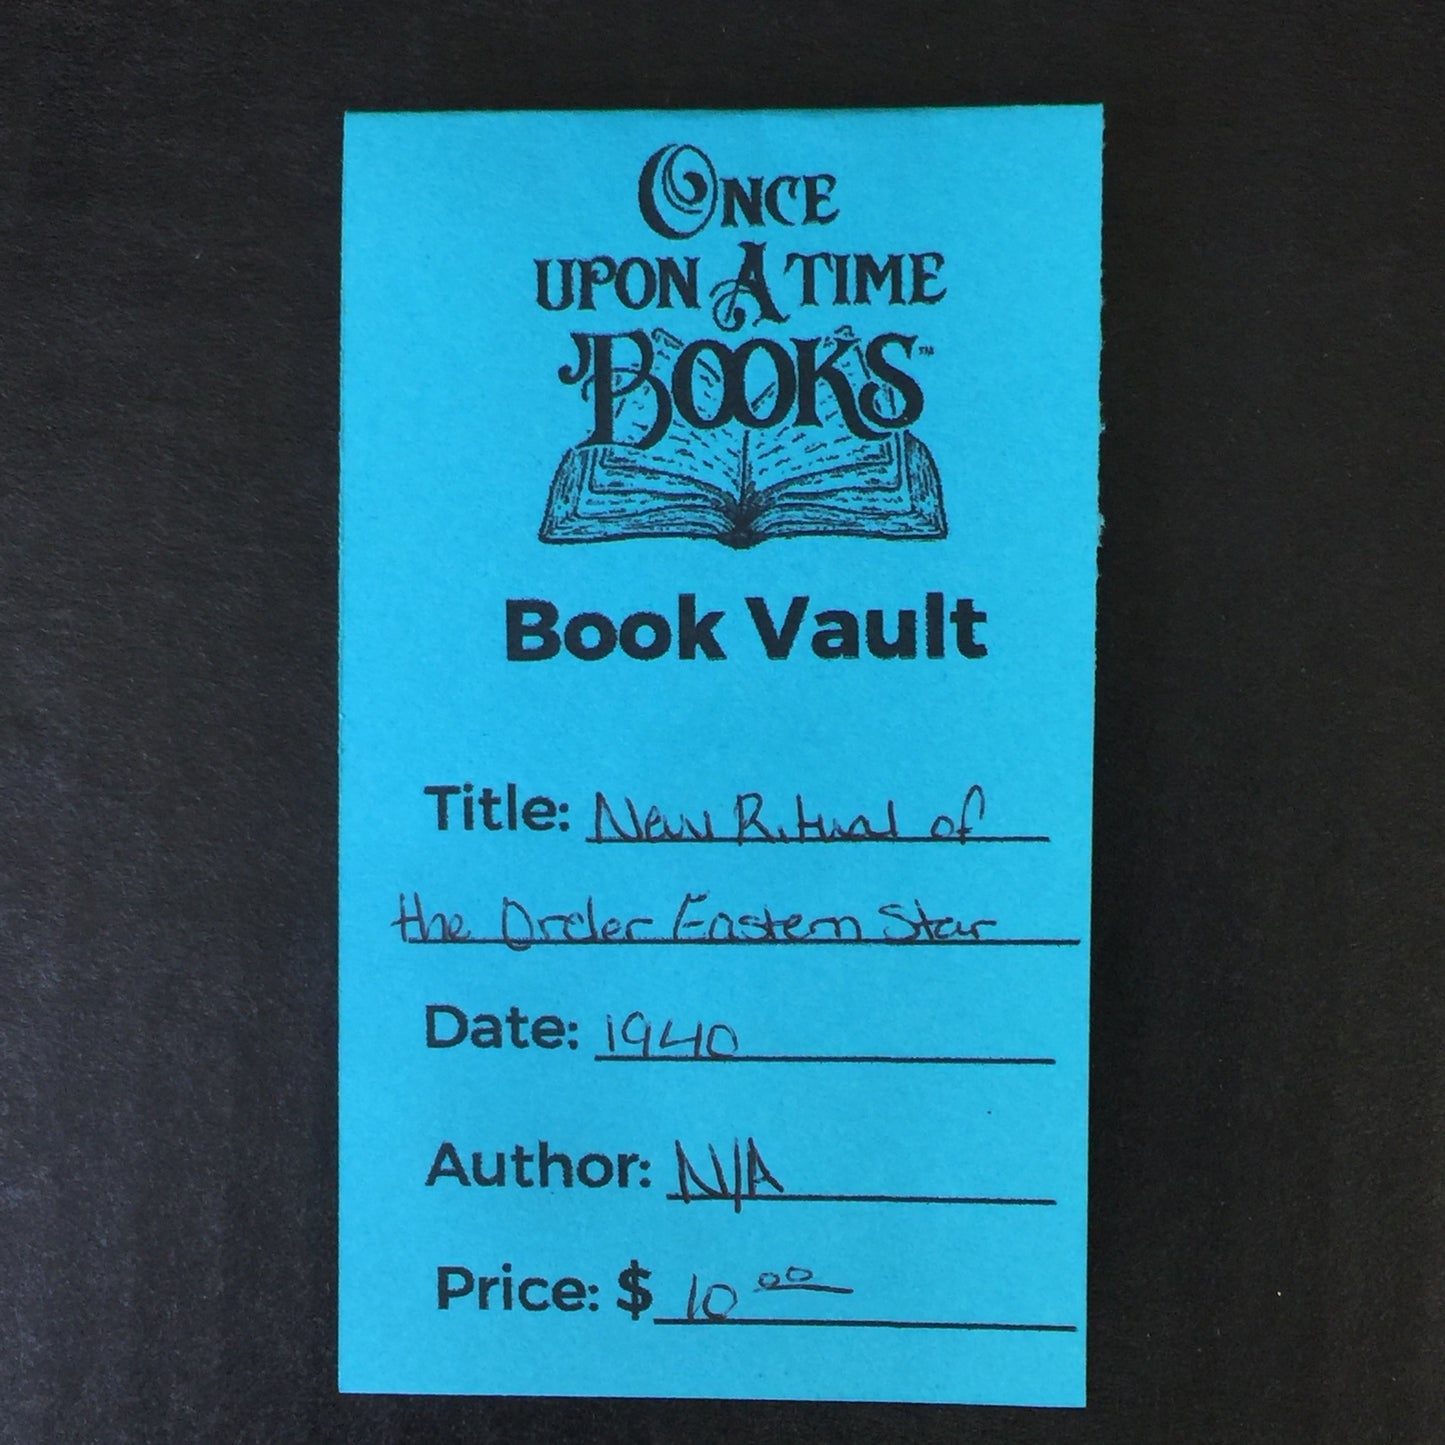 ONCE
UPON A TIME
BOOKS™
Book Vault
Title: New Ritual of
the Order Eastern Star
Date: 1940
Author: N/A
Price: $ 10 00